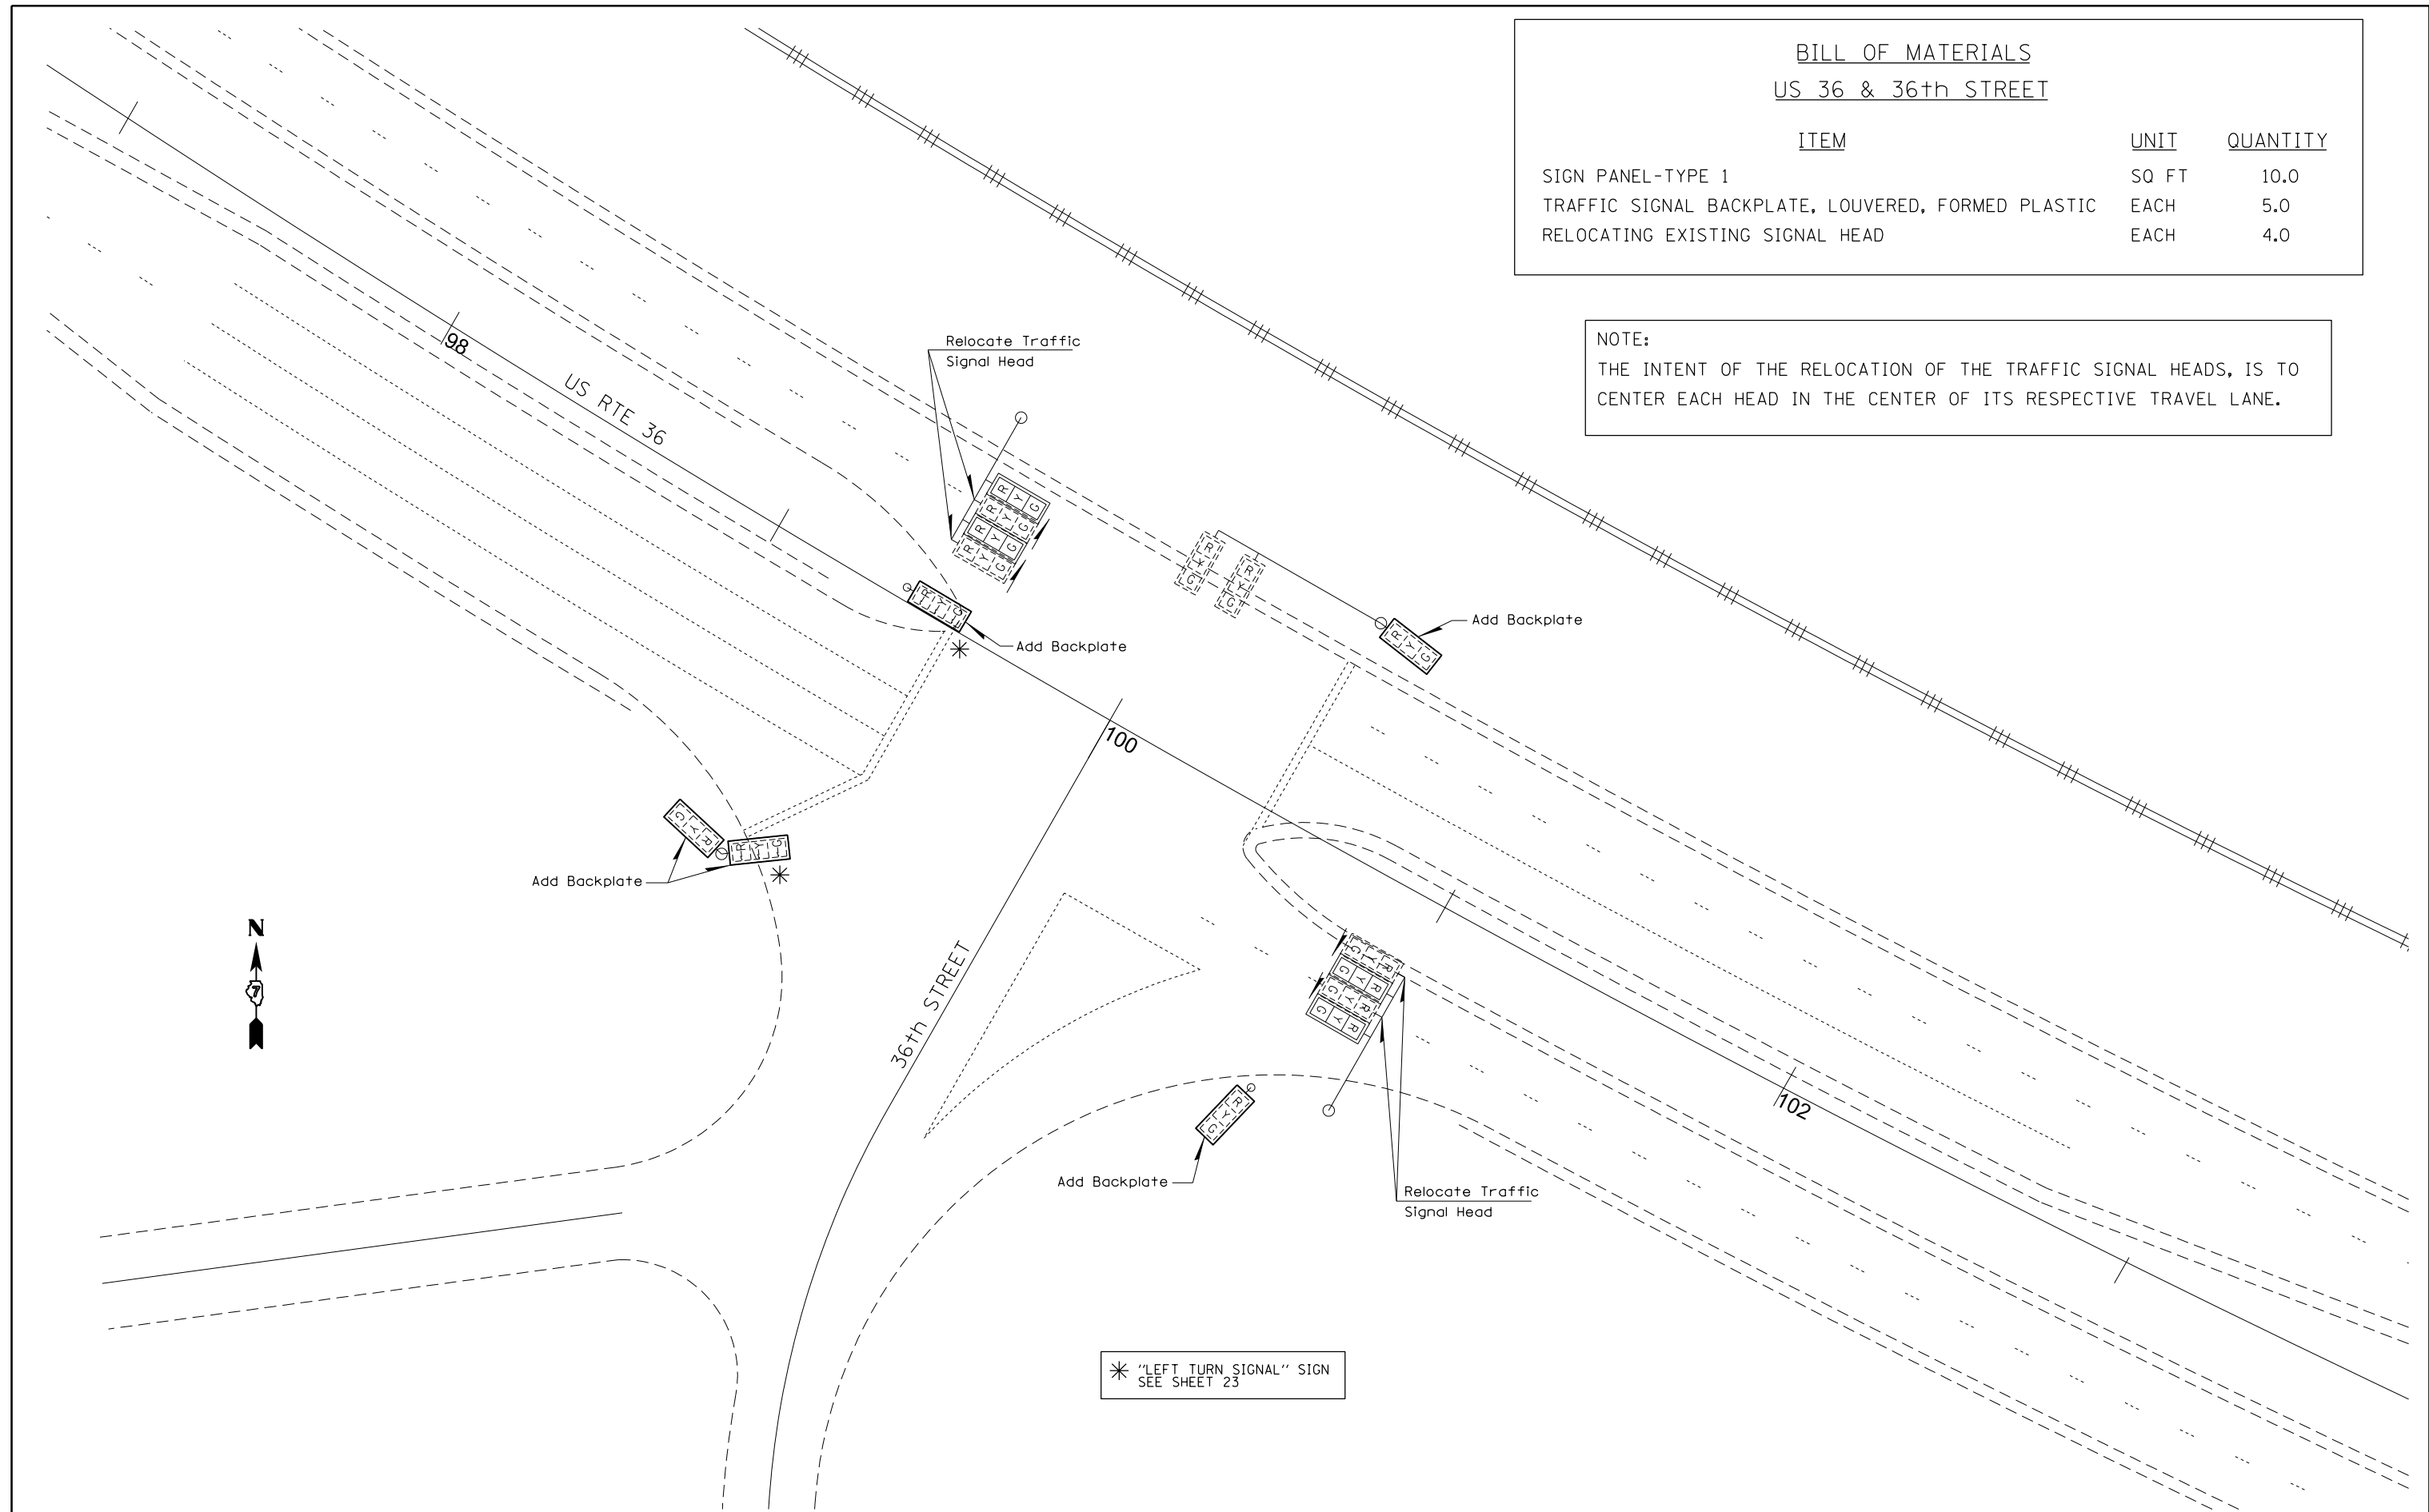 BILL OF MATERIALS
US 36 & 36th STREET
ITEM UNIT QUANTITY
SIGN PANEL-TYPE 1 SQ FT 10.0
TRAFFIC SIGNAL BACKPLATE, LOUVERED, FORMED PLASTIC EACH 5.0
RELOCATING EXISTING SIGNAL HEAD EACH 4.0
NOTE:
THE INTENT OF THE RELOCATION OF THE TRAFFIC SIGNAL HEADS, IS TO
CENTER EACH HEAD IN THE CENTER OF ITS RESPECTIVE TRAVEL LANE.
98
US RTE 36
Relocate Traffic
Signal Head
R Y G
R Y G
R Y G
R Y G
R Y G
R Y G
R Y G
Add Backplate
R Y G
Add Backplate
100
R Y G
R Y G
Add Backplate
N
7
36th STREET
R Y G
R Y G
R Y G
R Y G
102
R Y G
Add Backplate
Relocate Traffic
Signal Head
"LEFT TURN SIGNAL" SIGN
SEE SHEET 23